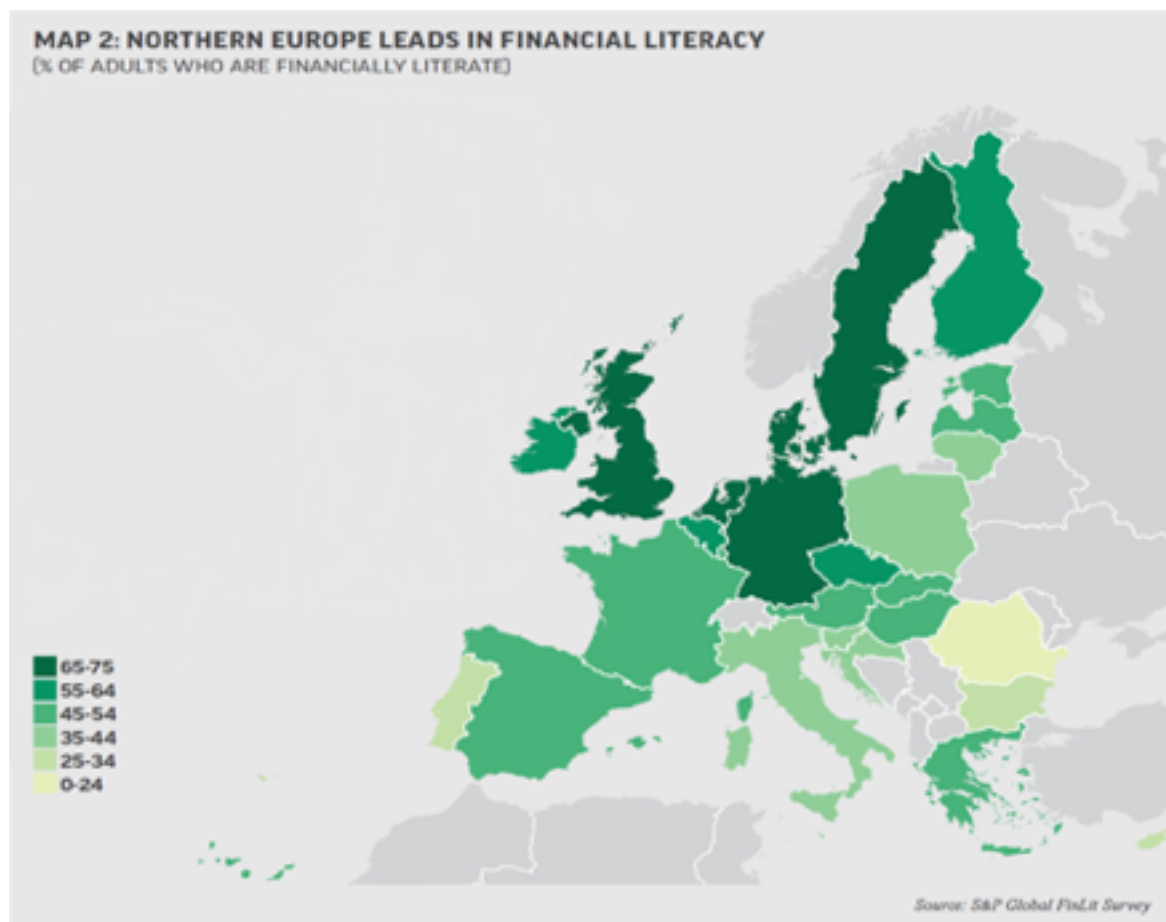 MAP 2: NORTHERN EUROPE LEADS IN FINANCIAL LITERACY
(% OF ADULTS WHO ARE FINANCIALLY LITERATE)
65-75
55-64
45-54
35-44
25-34
0-24
Source: S&P Global FinLit Survey